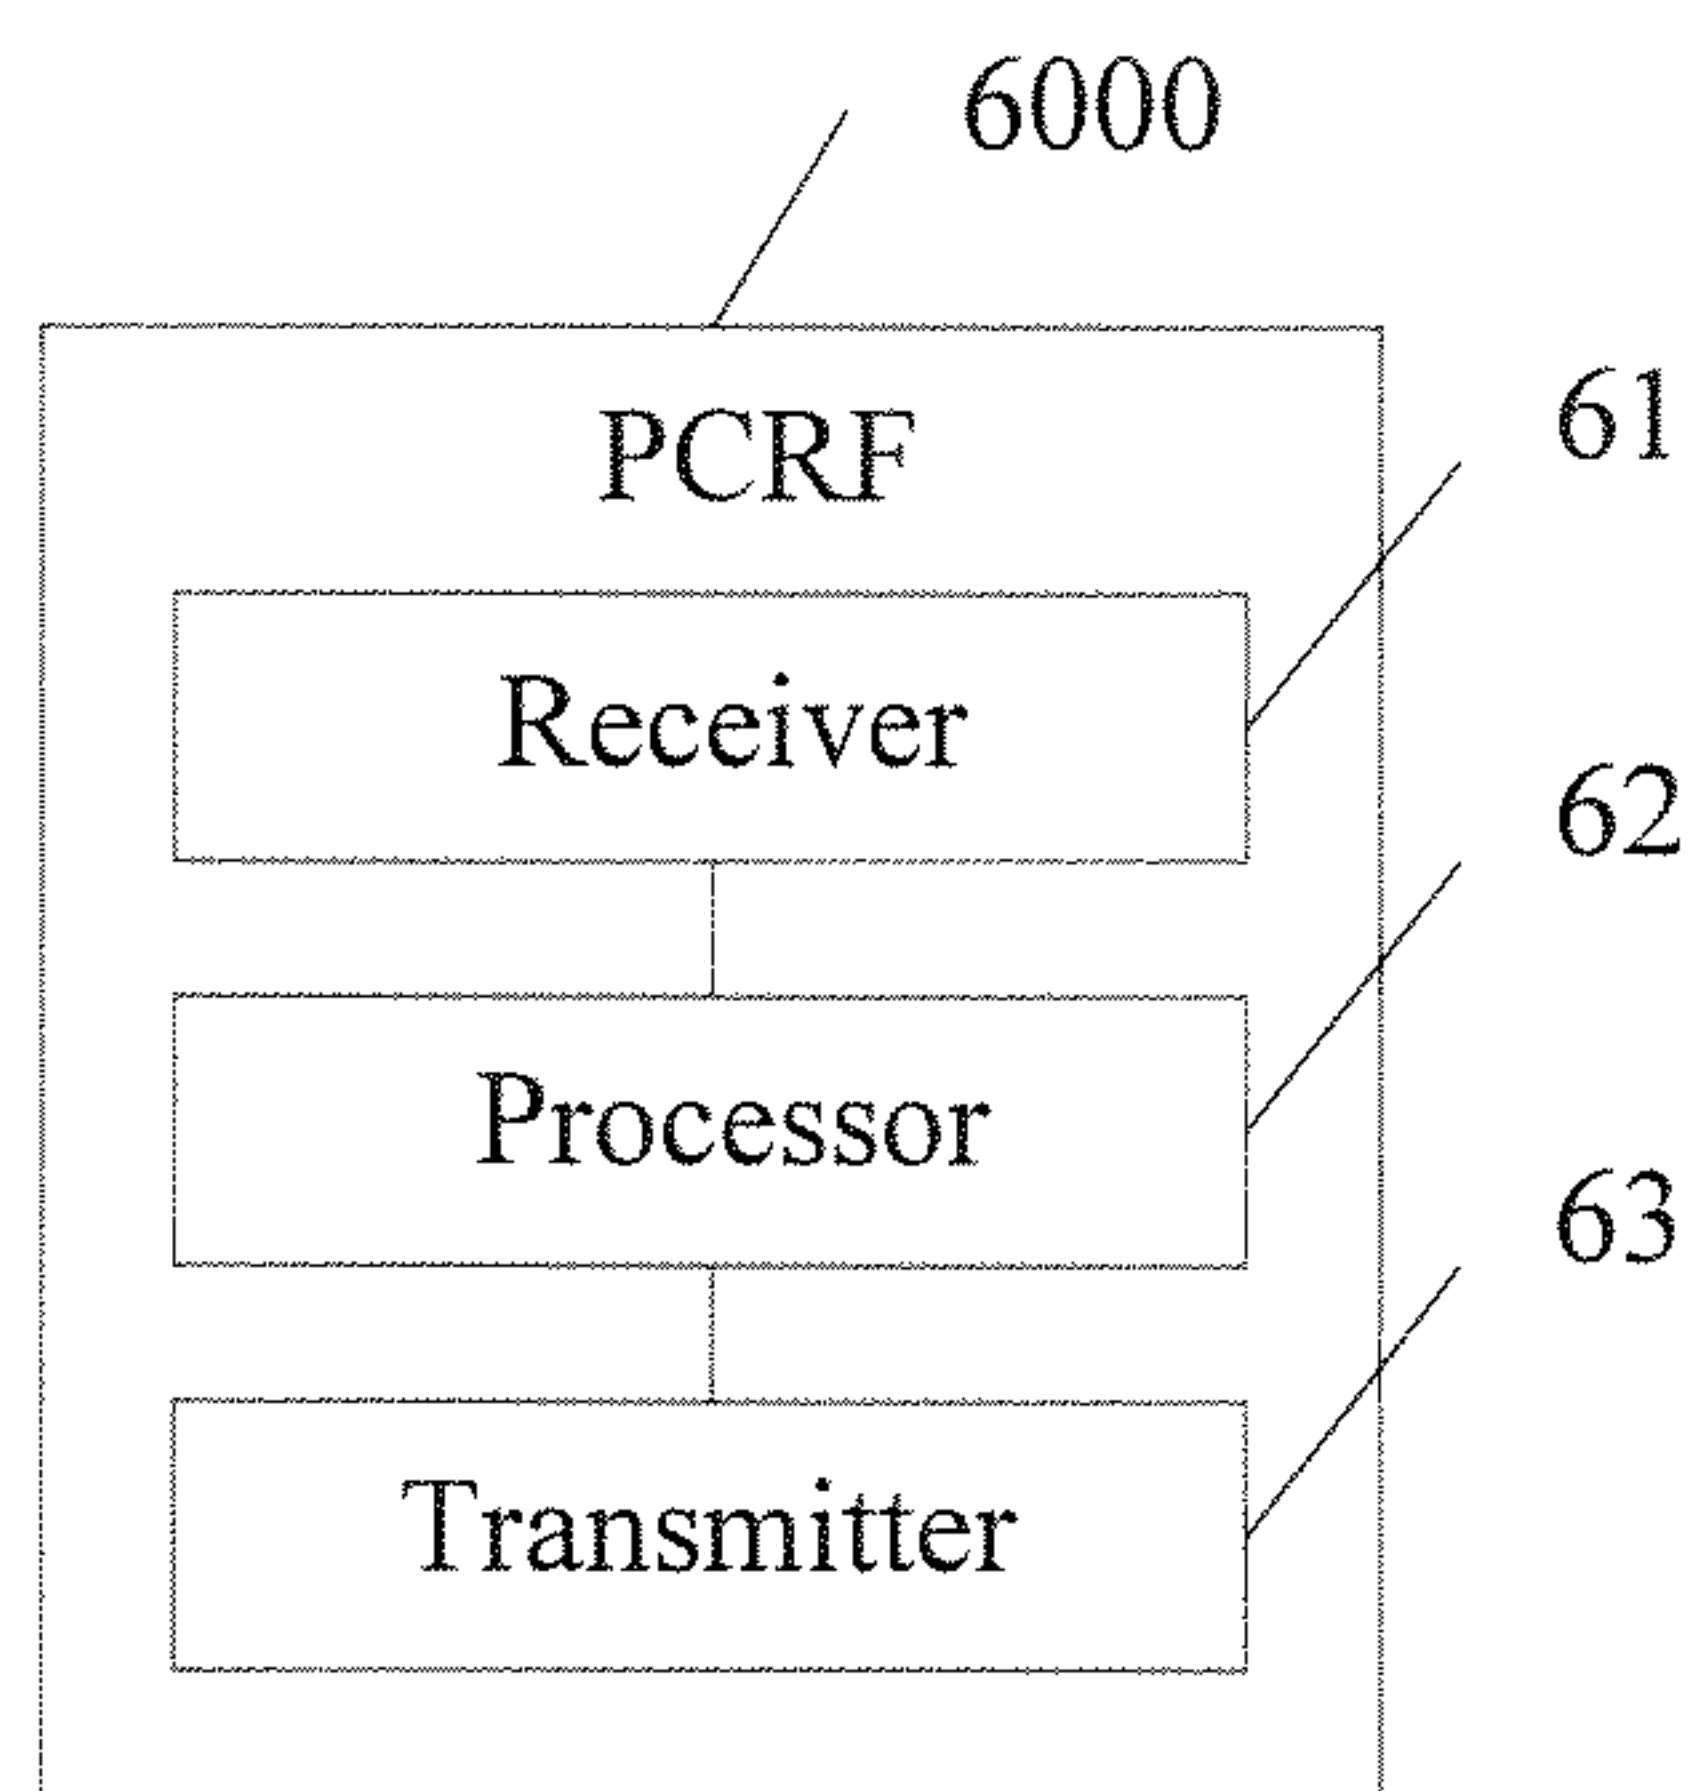 6000
PCRF
61
Receiver
62
Processor
63
Transmitter